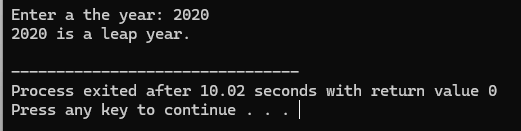 Enter a the year: 2020
2020 is a leap year.
--------------------------------
Process exited after 10.02 seconds with return value 0
Press any key to continue . . .